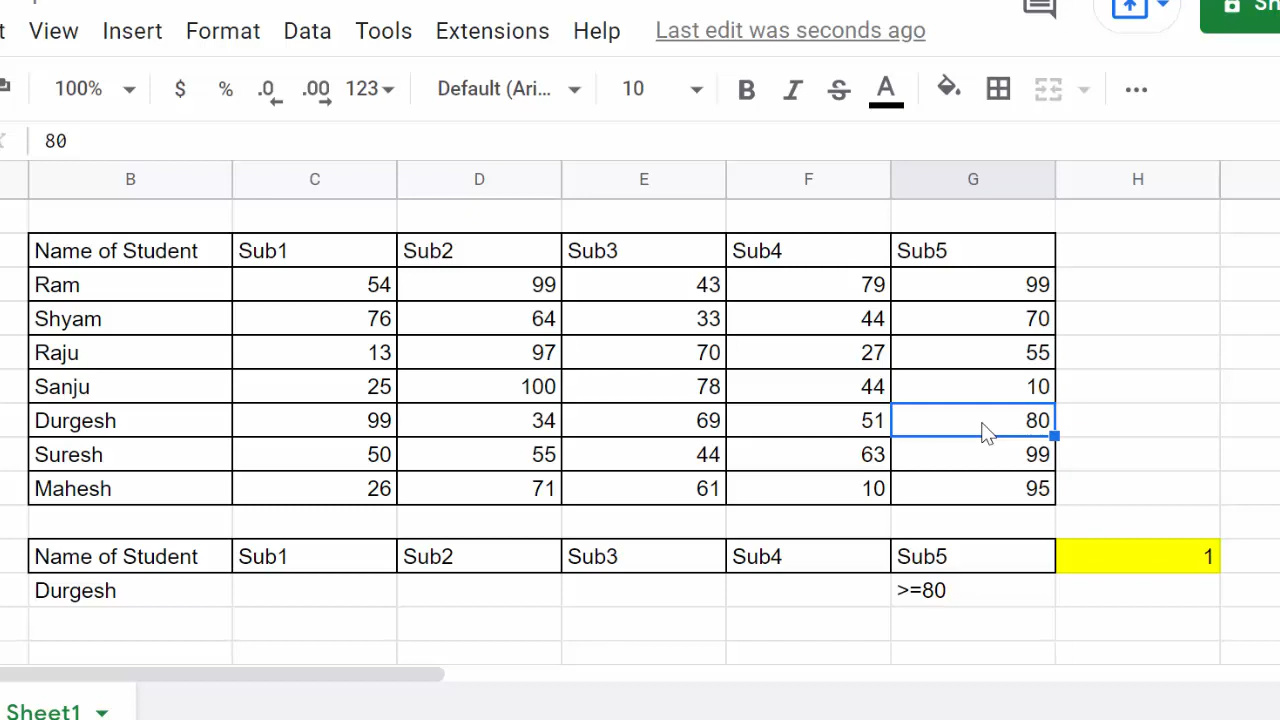 View Insert Format Data Tools Extensions Help Last edit was seconds ago
100% $ % .0 .00 123 Default (Ari... 10 B I S A
80
B C D E F G H
Name of Student Sub1 Sub2 Sub3 Sub4 Sub5
Ram 54 99 43 79 99
Shyam 76 64 33 44 70
Raju 13 97 70 27 55
Sanju 25 100 78 44 10
Durgesh 99 34 69 51 80
Suresh 50 55 44 63 99
Mahesh 26 71 61 10 95
Name of Student Sub1 Sub2 Sub3 Sub4 Sub5 1
Durgesh >=80
Sheet1